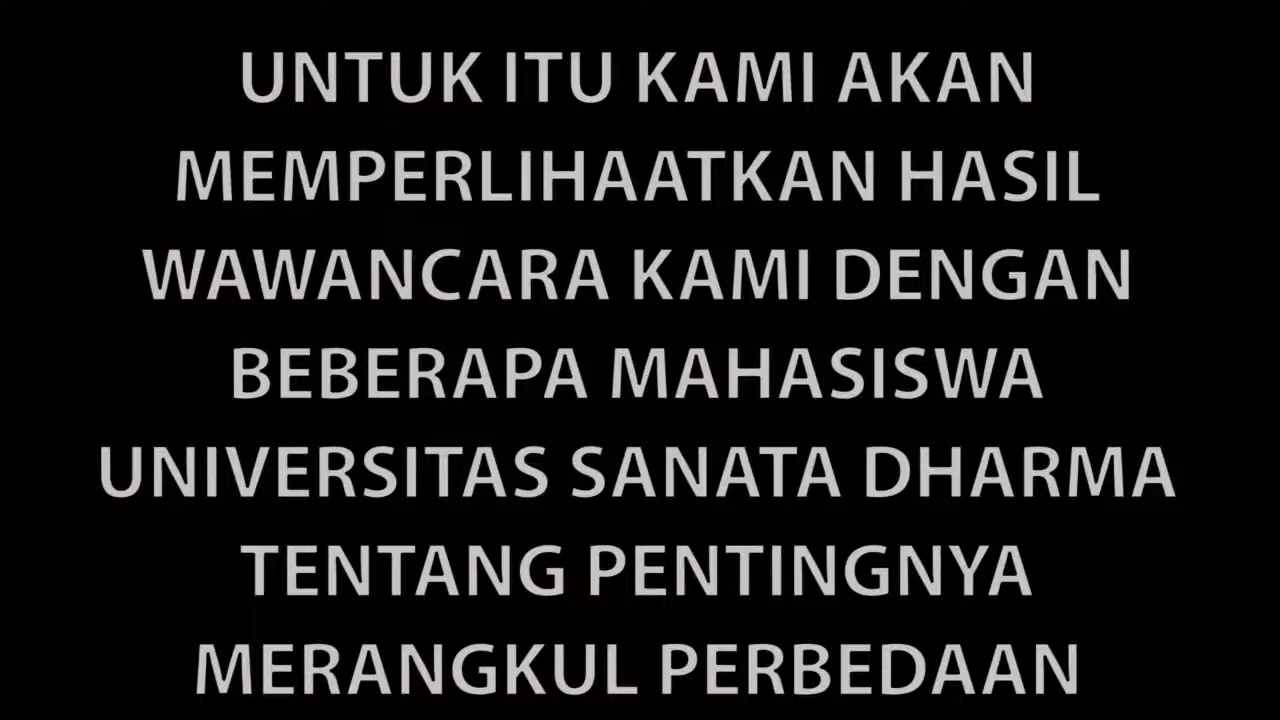 UNTUK ITU KAMI AKAN
MEMPERLIHAATKAN HASIL
WAWANCARA KAMI DENGAN
BEBERAPA MAHASISWA
UNIVERSITAS SANATA DHARMA
TENTANG PENTINGNYA
MERANGKUL PERBEDAAN